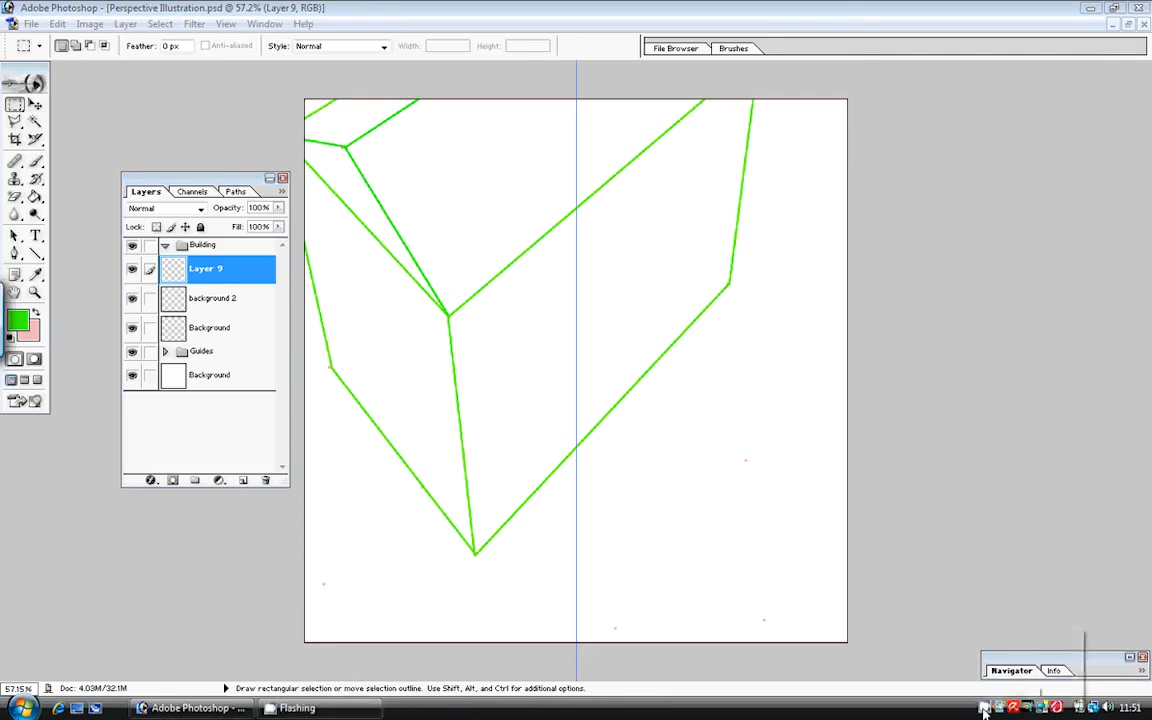 Adobe Photoshop - [Perspective Illustration.psd @ 57.2% (Layer 9, RGB)]
File Edit Image Layer Select Filter View Window Help
Feather: 0 px Anti-aliased Style: Normal Width: Height: File Browser Brushes
Layers Channels Paths
Normal Opacity: 100%
Lock: Fill: 100%
Building
Layer 9
background 2
Background
Guides
Background
Navigator Info
57.15% Doc: 4.03M/32.1M Draw rectangular selection or move selection outline. Use Shift, Alt, and Ctrl for additional options.
Adobe Photoshop - ... Flashing 11:51